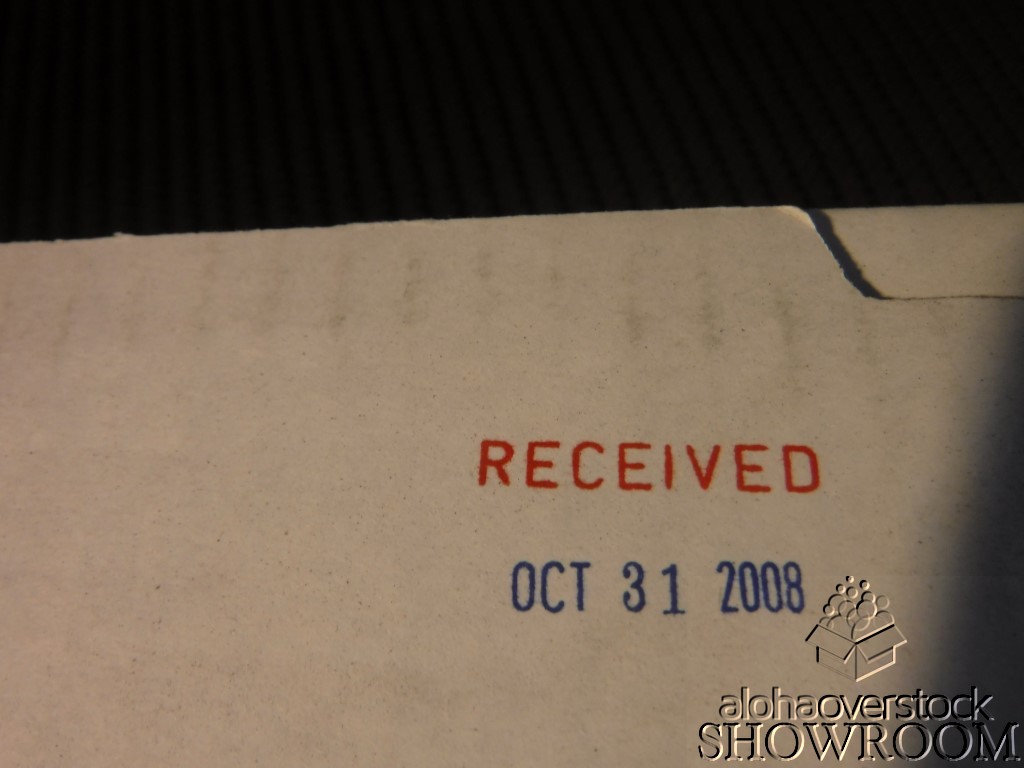 RECEIVED
OCT 31 2008
alohaoverstock
SHOWROOM